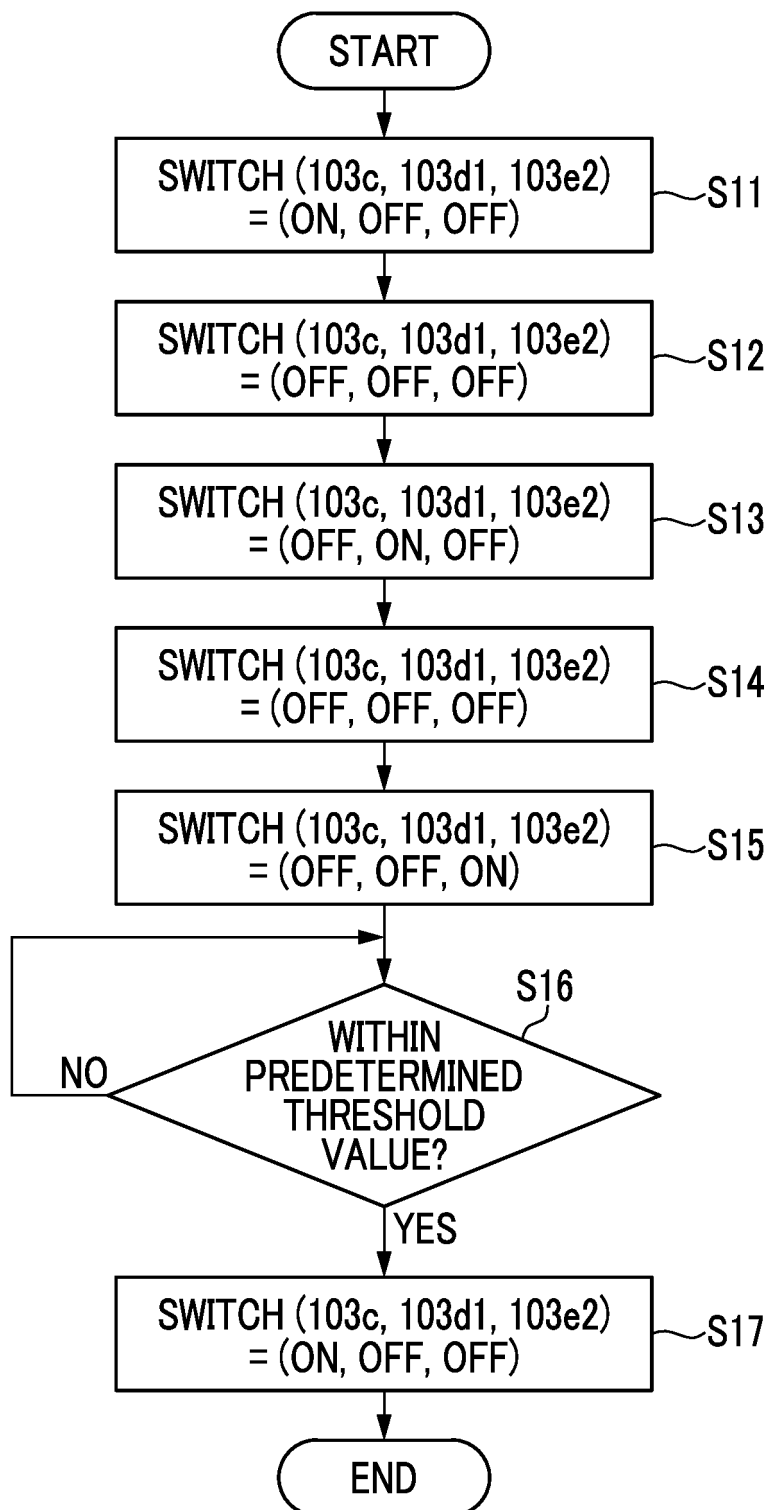 START
SWITCH (103c, 103d1, 103e2)
= (ON, OFF, OFF)
S11
SWITCH (103c, 103d1, 103e2)
= (OFF, OFF, OFF)
S12
SWITCH (103c, 103d1, 103e2)
= (OFF, ON, OFF)
S13
SWITCH (103c, 103d1, 103e2)
= (OFF, OFF, OFF)
S14
SWITCH (103c, 103d1, 103e2)
= (OFF, OFF, ON)
S15
S16
WITHIN
PREDETERMINED
THRESHOLD
VALUE?
NO
YES
SWITCH (103c, 103d1, 103e2)
= (ON, OFF, OFF)
S17
END